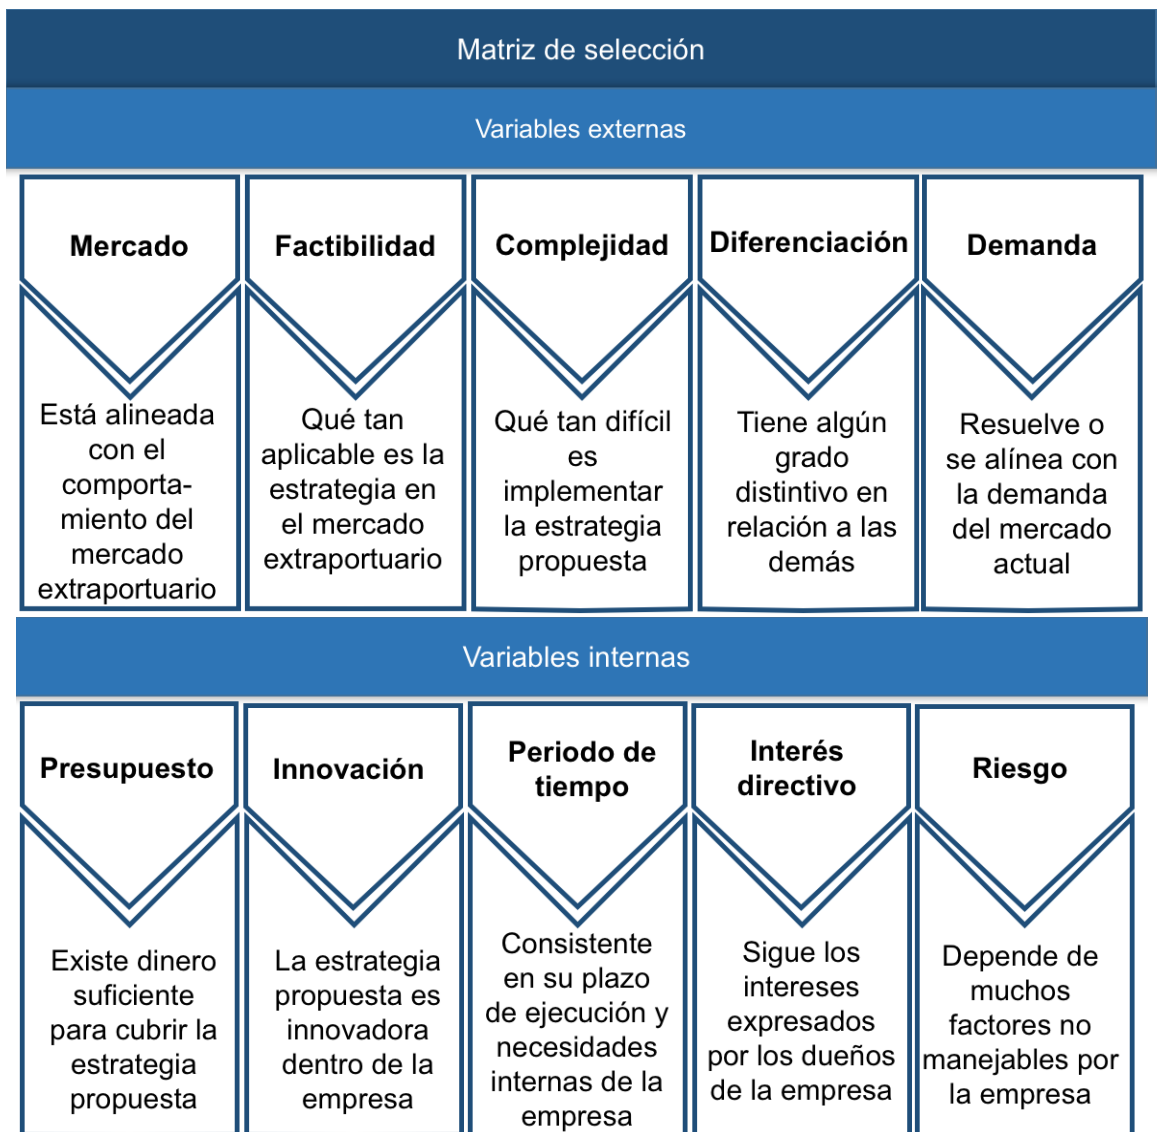 Matriz de selección
Variables externas
Mercado
Está alineada
con el
comporta-
miento del
mercado
extraportuario
Factibilidad
Qué tan
aplicable es la
estrategia en
el mercado
extraportuario
Complejidad
Qué tan difícil
es
implementar
la estrategia
propuesta
Diferenciación
Tiene algún
grado
distintivo en
relación a las
demás
Demanda
Resuelve o
se alínea con
la demanda
del mercado
actual
Variables internas
Presupuesto
Existe dinero
suficiente
para cubrir la
estrategia
propuesta
Innovación
La estrategia
propuesta es
innovadora
dentro de la
empresa
Periodo de
tiempo
Consistente
en su plazo
de ejecución y
necesidades
internas de la
empresa
Interés
directivo
Sigue los
intereses
expresados
por los dueños
de la empresa
Riesgo
Depende de
muchos
factores no
manejables por
la empresa